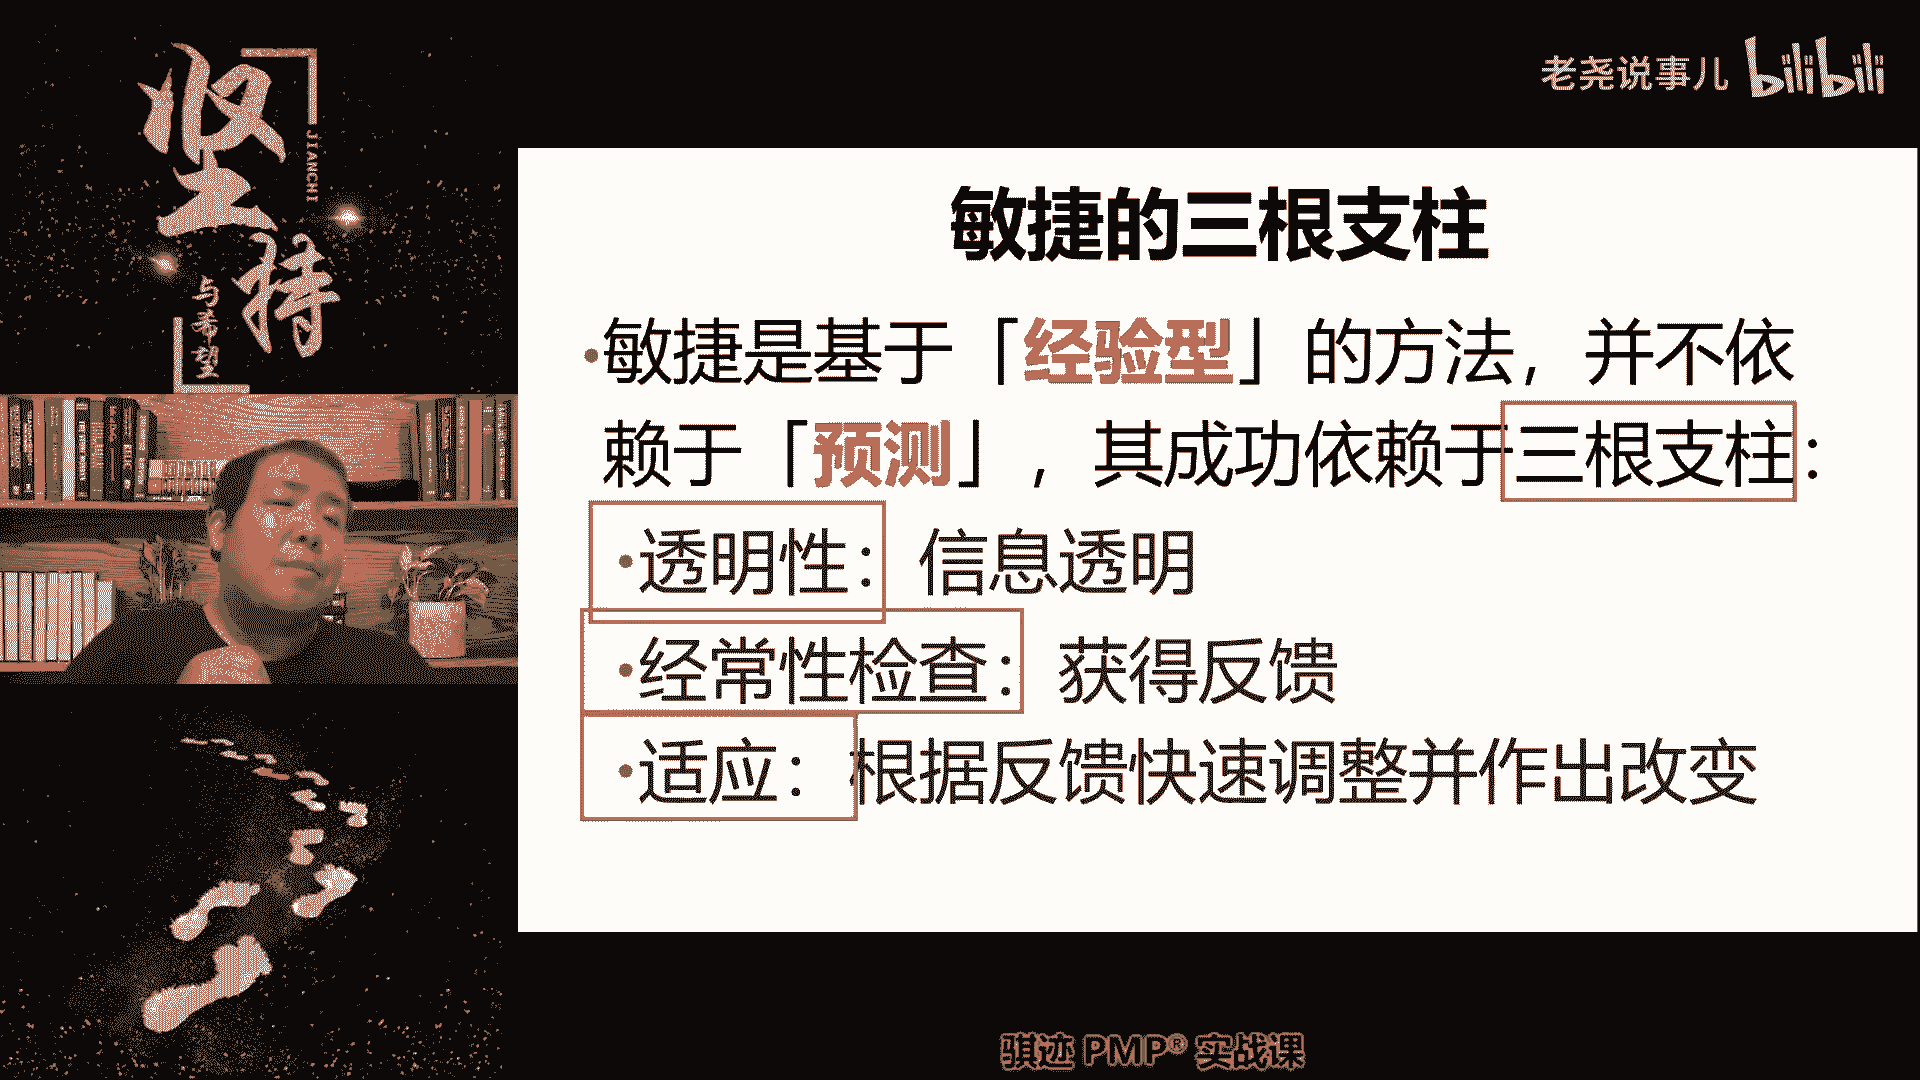 坚持
JIANCHI
与希望
老尧说事儿 bilibili
敏捷的三根支柱
•敏捷是基于「经验型」的方法，并不依
赖于「预测」，其成功依赖于三根支柱：
•透明性：信息透明
•经常性检查：获得反馈
•适应：根据反馈快速调整并作出改变
骐迹 PMP® 实战课